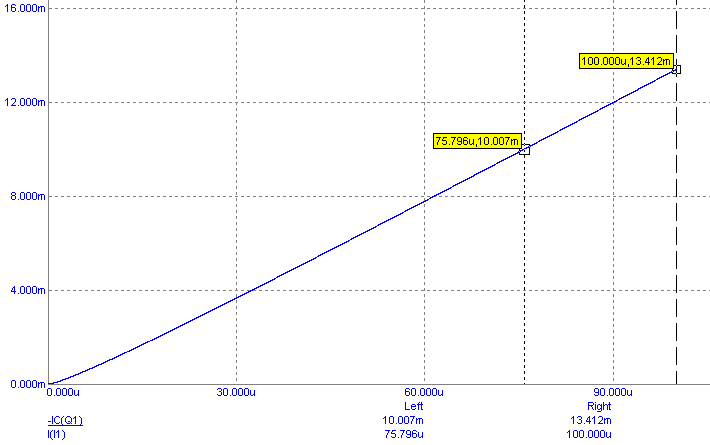 16.000m
100.000u,13.412m
12.000m
75.796u,10.007m
8.000m
4.000m
0.000m
0.000u 30.000u 60.000u 90.000u
Left Right
-IC(Q1) 10.007m 13.412m
I(I1) 75.796u 100.000u